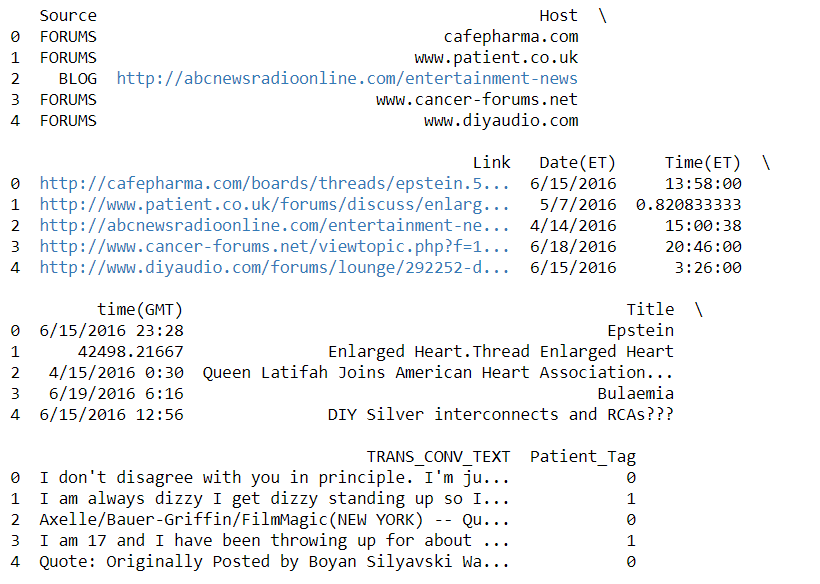 Source Host \
0 FORUMS cafepharma.com
1 FORUMS www.patient.co.uk
2 BLOG http://abcnewsradioonline.com/entertainment-news
3 FORUMS www.cancer-forums.net
4 FORUMS www.diyaudio.com
Link Date(ET) Time(ET) \
0 http://cafepharma.com/boards/threads/epstein.5... 6/15/2016 13:58:00
1 http://www.patient.co.uk/forums/discuss/enlarg... 5/7/2016 0.820833333
2 http://abcnewsradioonline.com/entertainment-ne... 4/14/2016 15:00:38
3 http://www.cancer-forums.net/viewtopic.php?f=1... 6/18/2016 20:46:00
4 http://www.diyaudio.com/forums/lounge/292252-d... 6/15/2016 3:26:00
time(GMT) Title \
0 6/15/2016 23:28 Epstein
1 42498.21667 Enlarged Heart.Thread Enlarged Heart
2 4/15/2016 0:30 Queen Latifah Joins American Heart Association...
3 6/19/2016 6:16 Bulaemia
4 6/15/2016 12:56 DIY Silver interconnects and RCAs???
TRANS_CONV_TEXT Patient_Tag
0 I don't disagree with you in principle. I'm ju... 0
1 I am always dizzy I get dizzy standing up so I... 1
2 Axelle/Bauer-Griffin/FilmMagic(NEW YORK) -- Qu... 0
3 I am 17 and I have been throwing up for about ... 1
4 Quote: Originally Posted by Boyan Silyavski Wa... 0